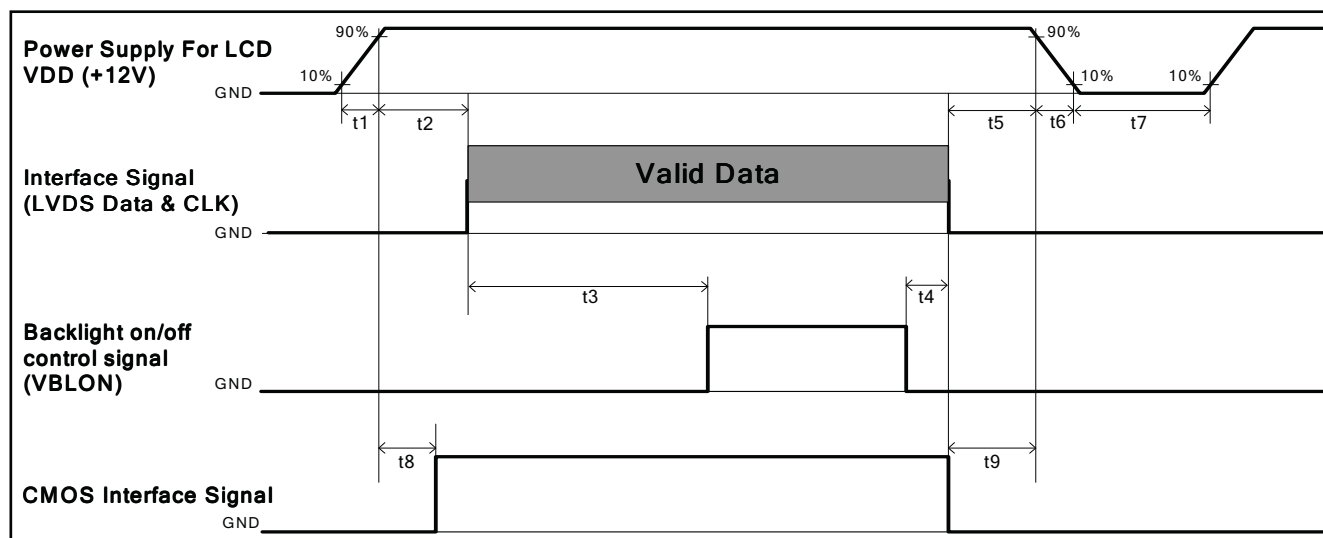 Power Supply For LCD
VDD (+12V)
90%
10%
GND
90%
10%
10%
t1
t2
t5
t6
t7
Interface Signal
(LVDS Data & CLK)
Valid Data
GND
t3
t4
Backlight on/off
control signal
(VBLON)
GND
t8
t9
CMOS Interface Signal
GND